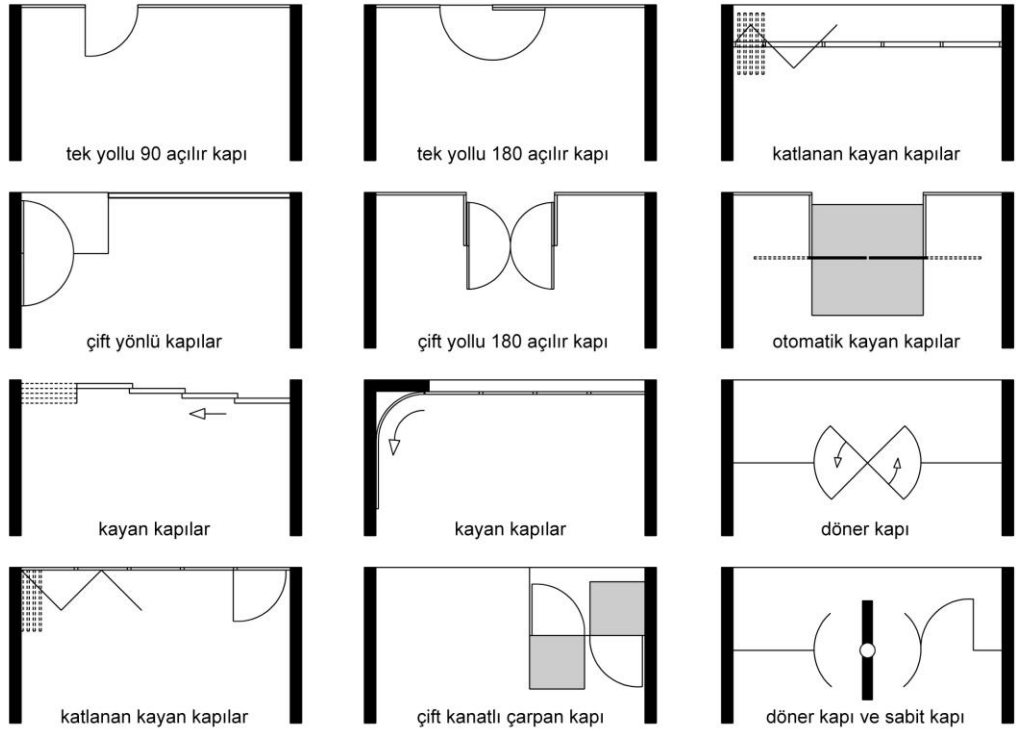 tek yollu 90 açılır kapı
tek yollu 180 açılır kapı
katlanan kayan kapılar
çift yönlü kapılar
çift yollu 180 açılır kapı
otomatik kayan kapılar
kayan kapılar
kayan kapılar
döner kapı
katlanan kayan kapılar
çift kanatlı çarpan kapı
döner kapı ve sabit kapı